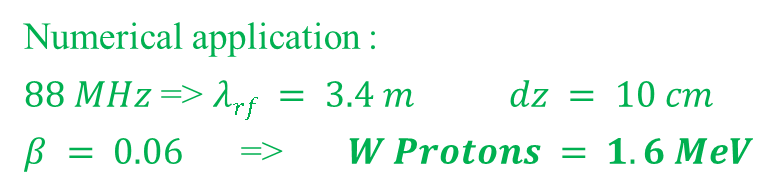 Numerical application :
88 MHz => λrf = 3.4 m dz = 10 cm
β = 0.06 => W Protons = 1.6 MeV